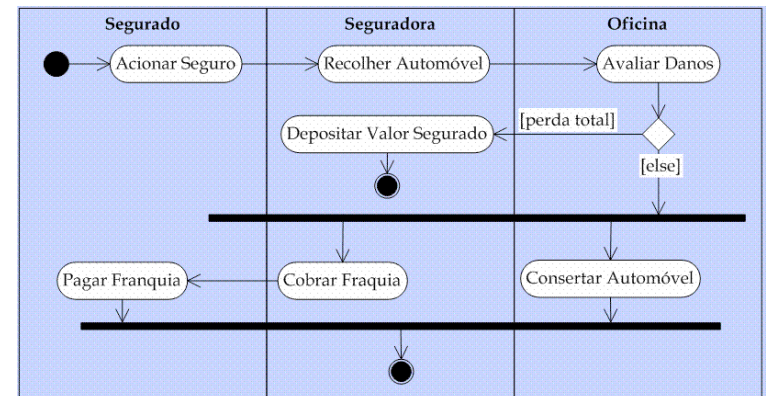 Segurado
Seguradora
Oficina
Acionar Seguro
Recolher Automóvel
Avaliar Danos
Depositar Valor Segurado
[perda total]
[else]
Pagar Franquia
Cobrar Fraquia
Consertar Automóvel